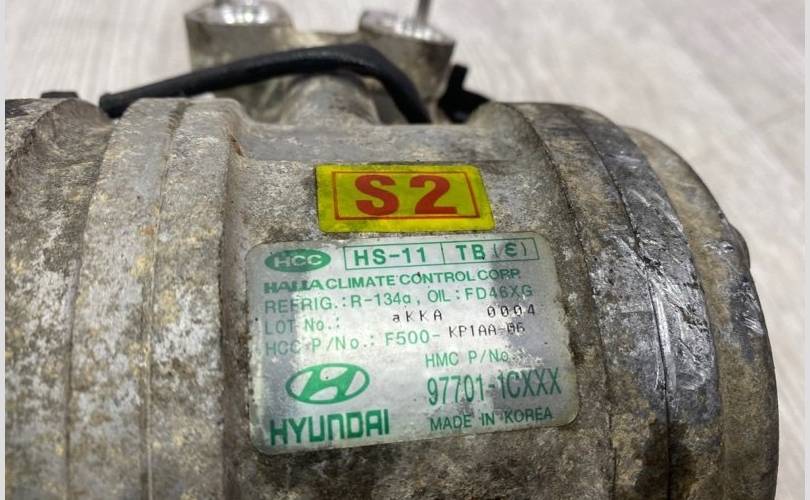 S2
HCC HS-11 TB(ε)
HALLA CLIMATE CONTROL CORP.
REFRIG.:R-134a, OIL:FD46XG
LOT No.: aKKA 0004
HCC P/No.: F500-KP1AA-06
HMC P/No.
97701-1CXXX
HYUNDAI MADE IN KOREA